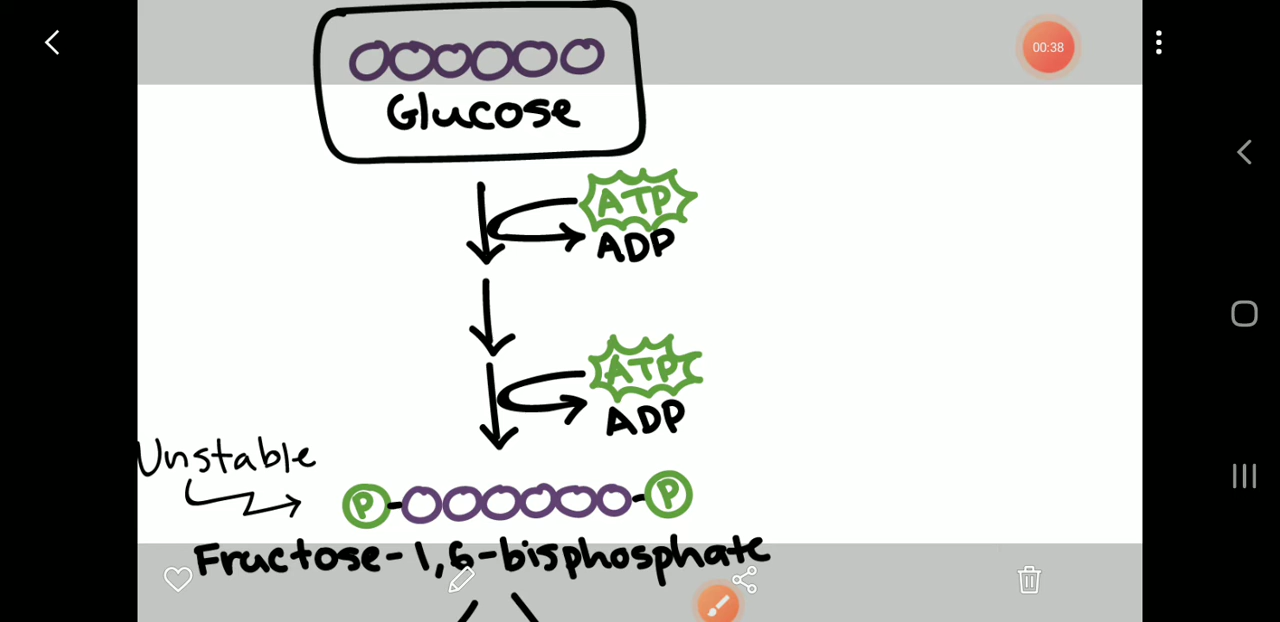 00:38
Glucose
ATP
ADP
ATP
ADP
Unstable
P P
Fructose-1,6-bisphosphate